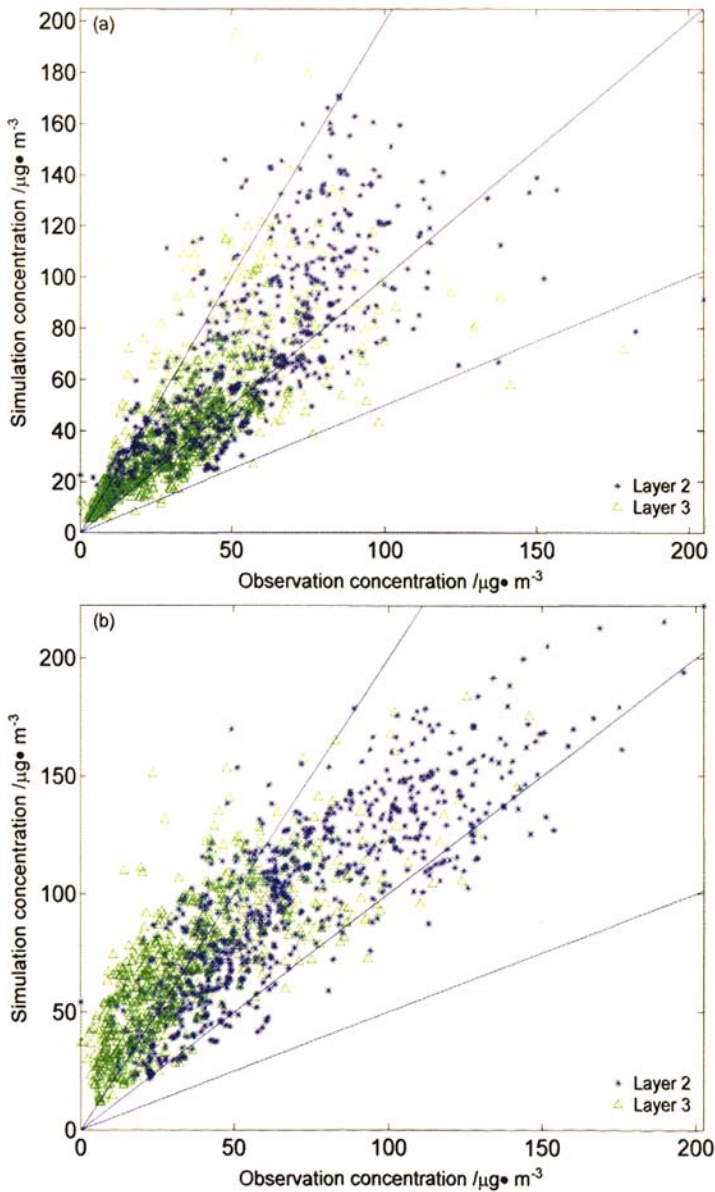 (a)
200
180
160
140
120
100
80
60
40
20
0
Simulation concentration /μg• m⁻³
Layer 2
Layer 3
0 50 100 150 200
Observation concentration /μg• m⁻³
(b)
200
150
100
50
0
Simulation concentration /μg• m⁻³
Layer 2
Layer 3
0 50 100 150 200
Observation concentration /μg• m⁻³